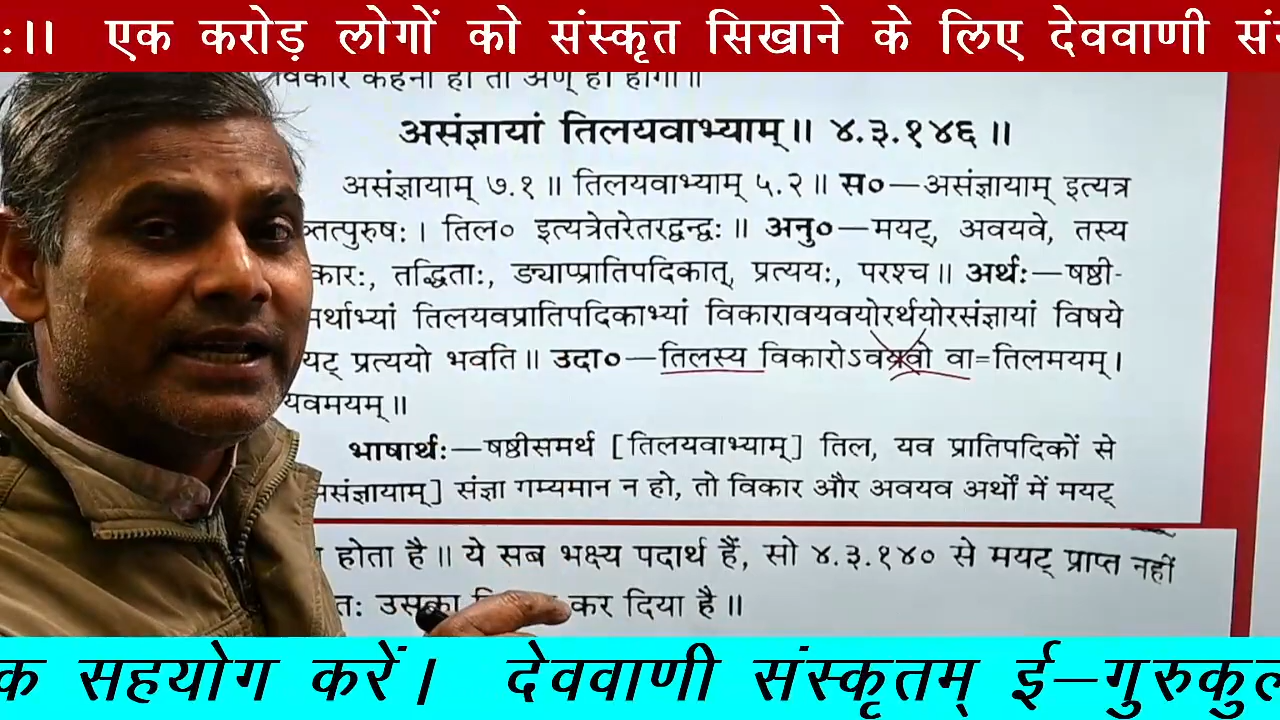 :।। एक करोड़ लोगों को संस्कृत सिखाने के लिए देववाणी
कहना हो तो अण् ही होगा॥
असंज्ञायां तिलयवाभ्याम्॥ ४.३.१४६॥
असंज्ञायाम् ७.१॥ तिलयवाभ्याम् ५.२॥ स०—असंज्ञायाम् इत्यत्र
तत्पुरुषः। तिल० इत्यत्रेतरेतरद्वन्द्वः॥ अनु०—मयट्, अवयवे, तस्य
कारः, तद्धिताः, ङ्याप्प्रातिपदिकात्, प्रत्ययः, परश्च॥ अर्थः—षष्ठी-
मर्थाभ्यां तिलयवप्रातिपदिकाभ्यां विकारावयवयोरर्थयोरसंज्ञायां विषये
यट् प्रत्ययो भवति॥ उदा०—तिलस्य विकारोऽवयवो वा=तिलमयम्।
यवमयम्॥
भाषार्थः—षष्ठीसमर्थ [तिलयवाभ्याम्] तिल, यव प्रातिपदिकों से
संज्ञायाम्] संज्ञा गम्यमान न हो, तो विकार और अवयव अर्थों में मयट्
होता है॥ ये सब भक्ष्य पदार्थ हैं, सो ४.३.१४० से मयट् प्राप्त नहीं
तः उसका कर दिया है॥
क सहयोग करें। देववाणी संस्कृतम् ई–गुरुकुल